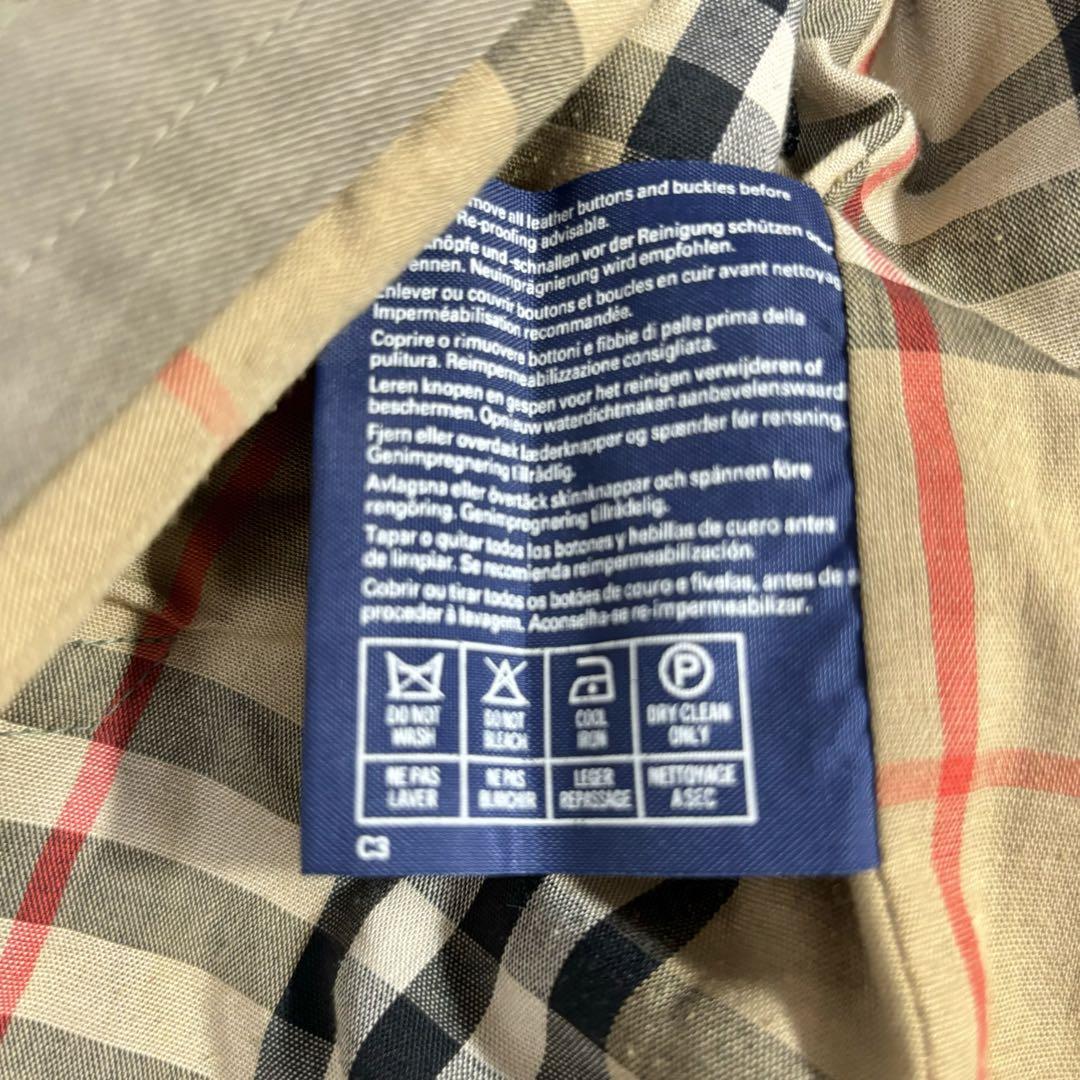 move all leather buttons and buckles before
Re-proofing advisable.
knöpfe und -schnallen vor der Reinigung schützen oder
ennen. Neuimprägnierung wird empfohlen.
Enlever ou couvrir boutons et boucles en cuir avant nettoyag
Imperméabilisation recommandée.
Coprire o rimuovere bottoni e fibbie di pelle prima della
pulitura. Reimpermeabilizzazione consigliata.
Leren knopen en gespen voor het reinigen verwijderen of
beschermen. Opnieuw waterdichtmaken aanbevelenswaard
Fjern eller overdæk læderknapper og spænder før rensning.
Genimpregnering tilrådlig.
Avlägsna eller övertäck skinnknappar och spännen före
rengöring. Genimpregnering tillrådelig.
Tapar o quitar todos los botones y hebillas de cuero antes
de limpiar. Se recomienda reimpermeabilización.
Cobrir ou tirar todos os botões de couro e fivelas, antes de s
proceder à lavagem. Aconselha-se re-impermeabilizar.
P
DO NOT WASH
DO NOT BLEACH
COOL IRON
DRY CLEAN ONLY
NE PAS LAVER
NE PAS BLANCHIR
LEGER REPASSAGE
NETTOYAGE A SEC
C3